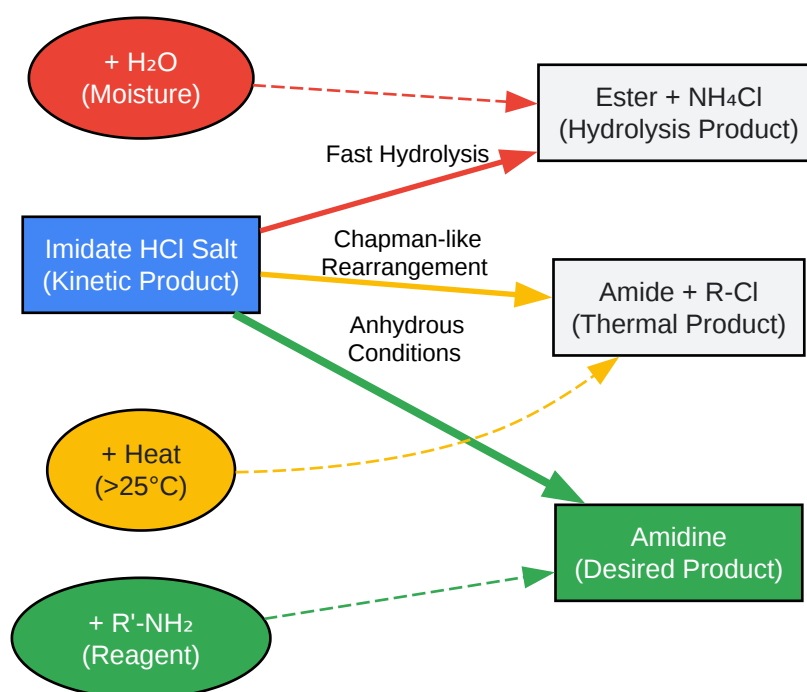 + H₂O
(Moisture)
Ester + NH₄Cl
(Hydrolysis Product)
Fast Hydrolysis
Imidate HCl Salt
(Kinetic Product)
Chapman-like
Rearrangement
Amide + R-Cl
(Thermal Product)
Anhydrous
Conditions
+ Heat
(>25°C)
Amidine
(Desired Product)
+ R'-NH₂
(Reagent)